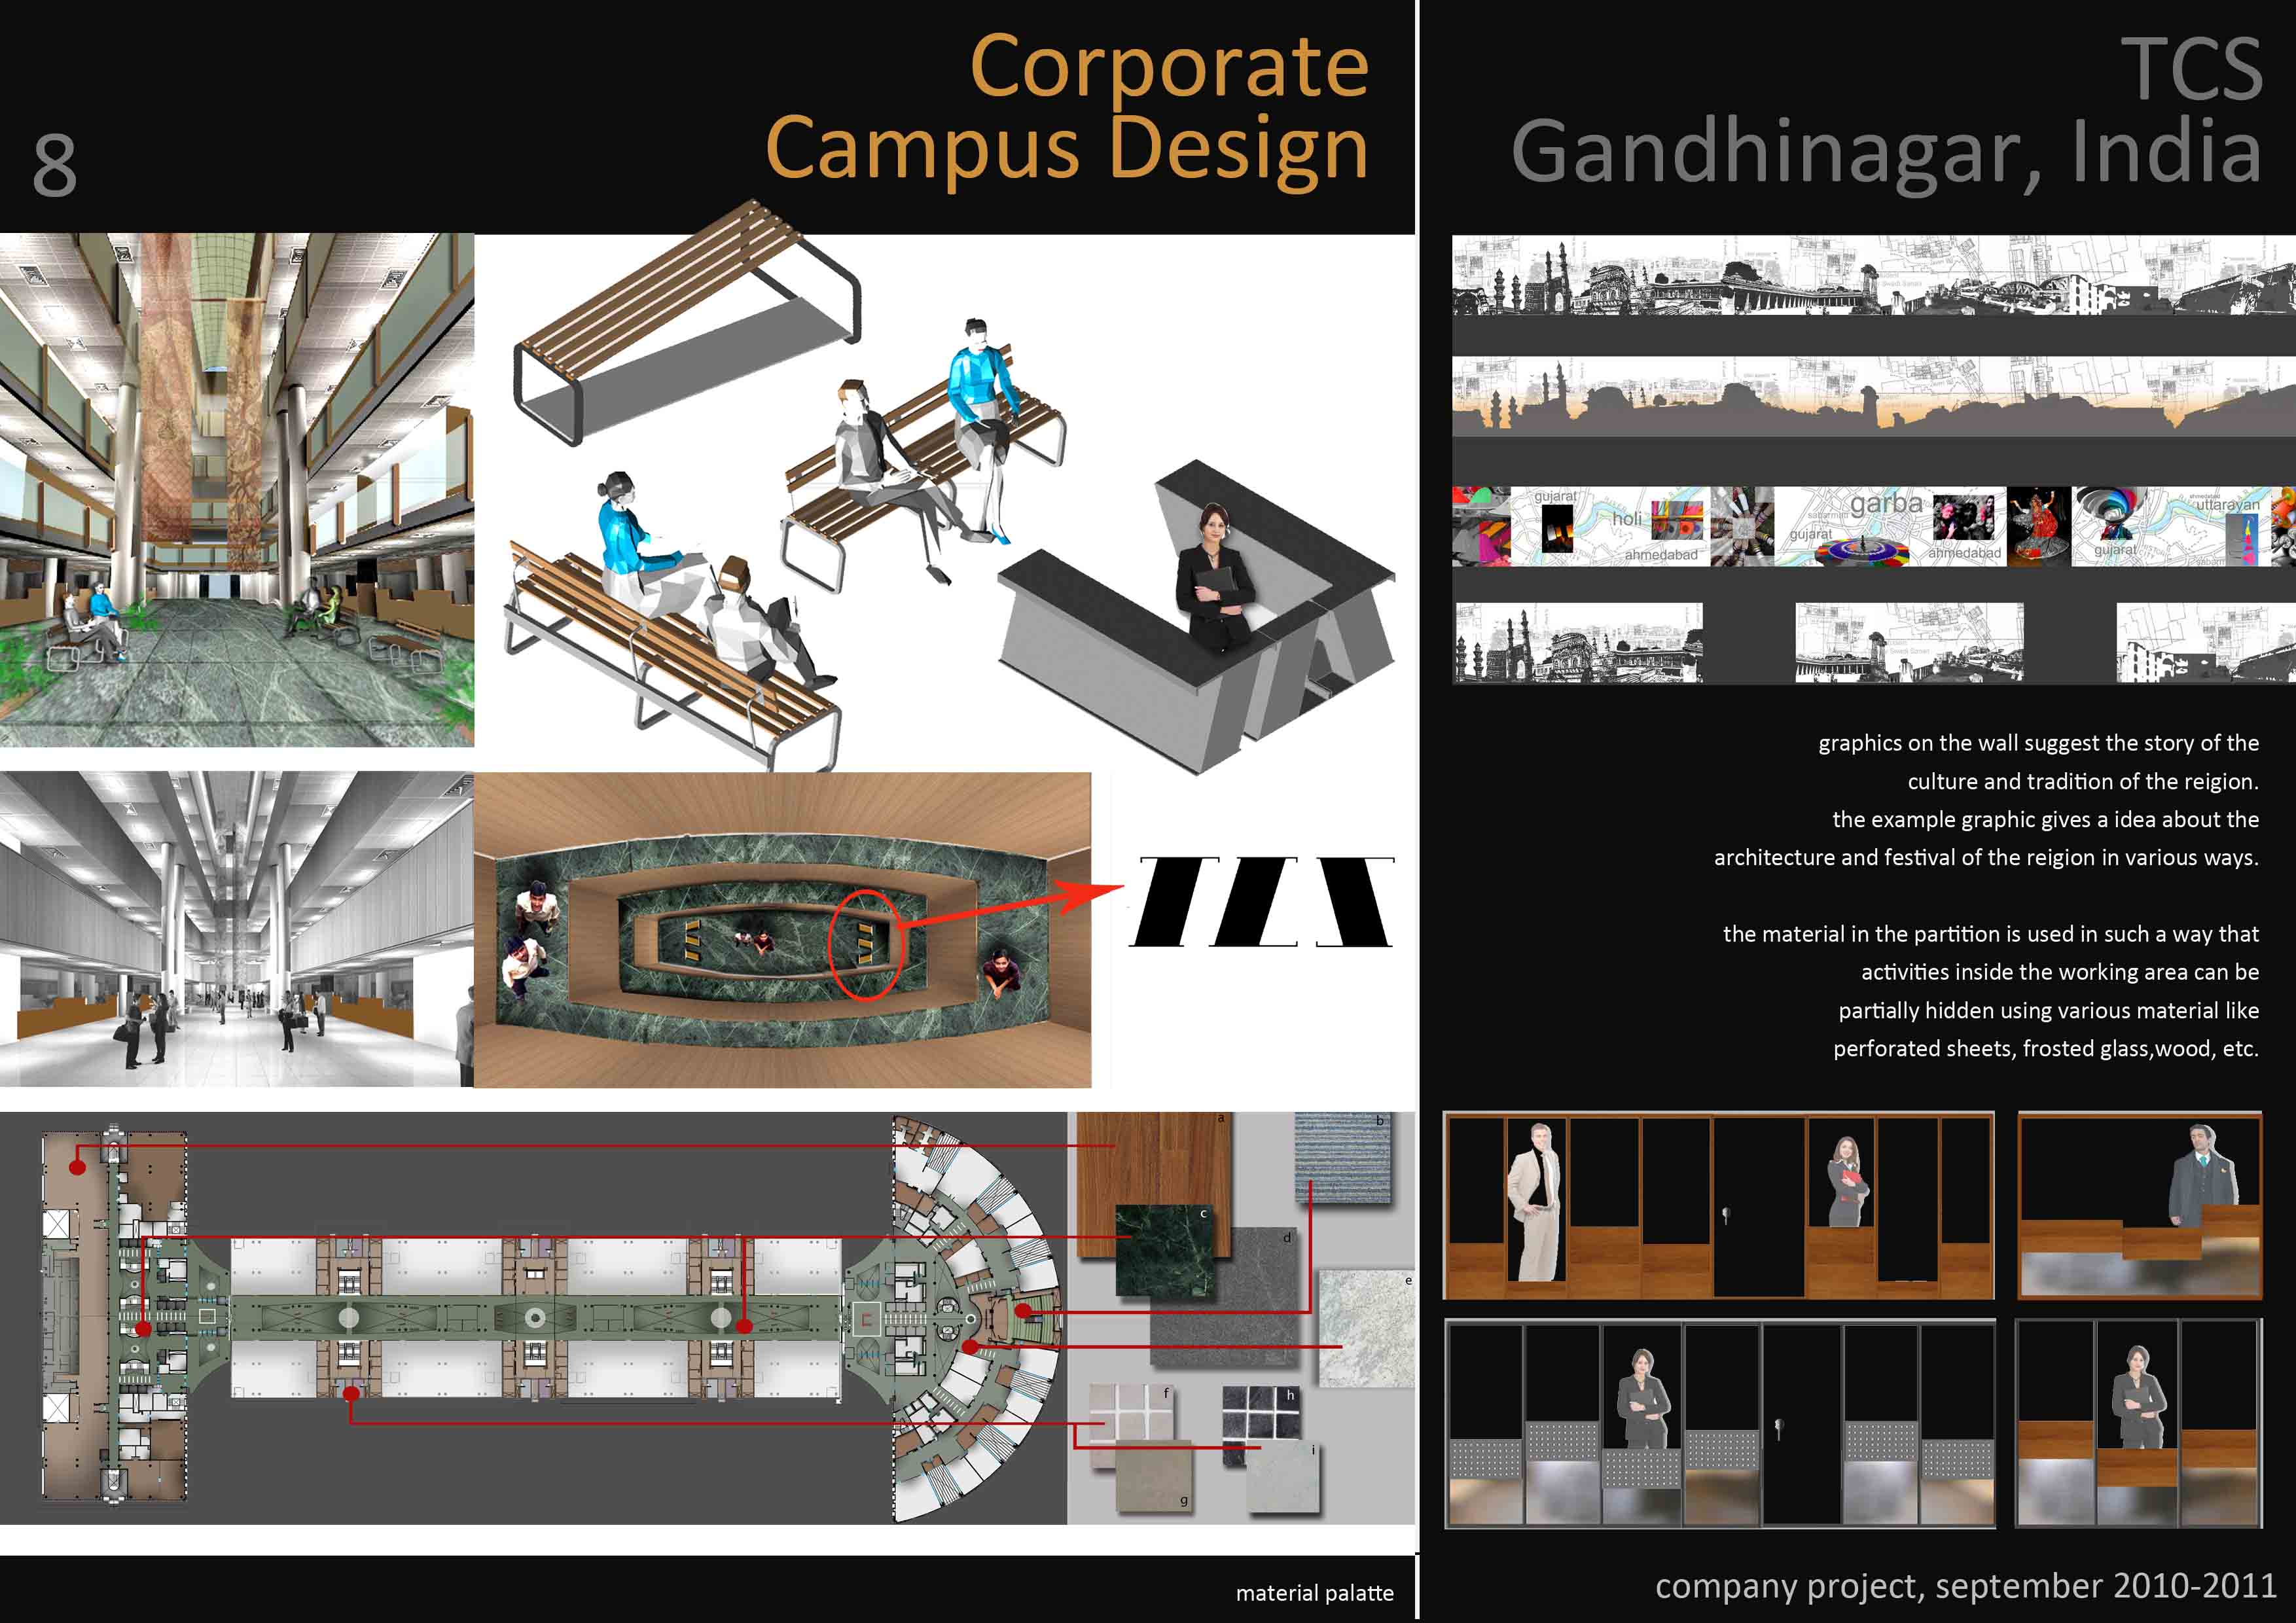 8
Corporate
Campus Design
TCS
Gandhinagar, India
gujarat
holi
ahmedabad
garba
gujarat
ahmedabad
gujarat
ahmedabad
uttarayan
graphics on the wall suggest the story of the
culture and tradition of the reigion.
the example graphic gives a idea about the
architecture and festival of the reigion in various ways.
the material in the partition is used in such a way that
activities inside the working area can be
partially hidden using various material like
perforated sheets, frosted glass,wood, etc.
TCS
a
b
c
d
e
f
h
i
g
material palatte
company project, september 2010-2011